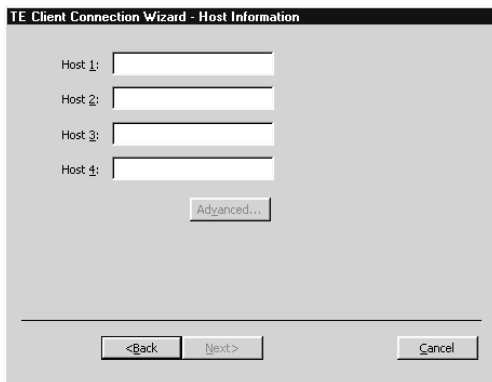 TE Client Connection Wizard - Host Information
Host 1:
Host 2:
Host 3:
Host 4:
Advanced...
<Back Next> Cancel